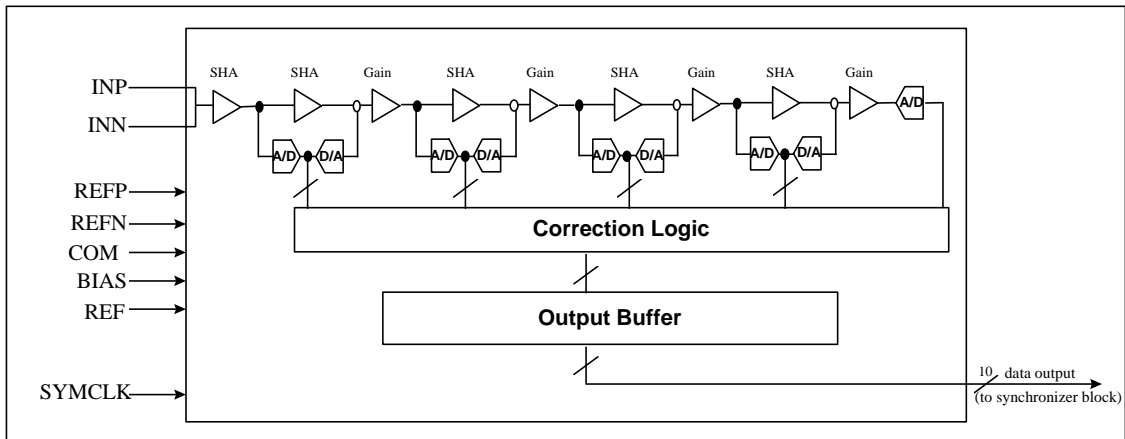 SHA SHA Gain SHA Gain SHA Gain SHA Gain
INP
A/D
INN
A/D D/A A/D D/A A/D D/A A/D D/A
REFP
REFN
Correction Logic
COM
BIAS
REF
Output Buffer
SYMCLK
10 data output
(to synchronizer block)